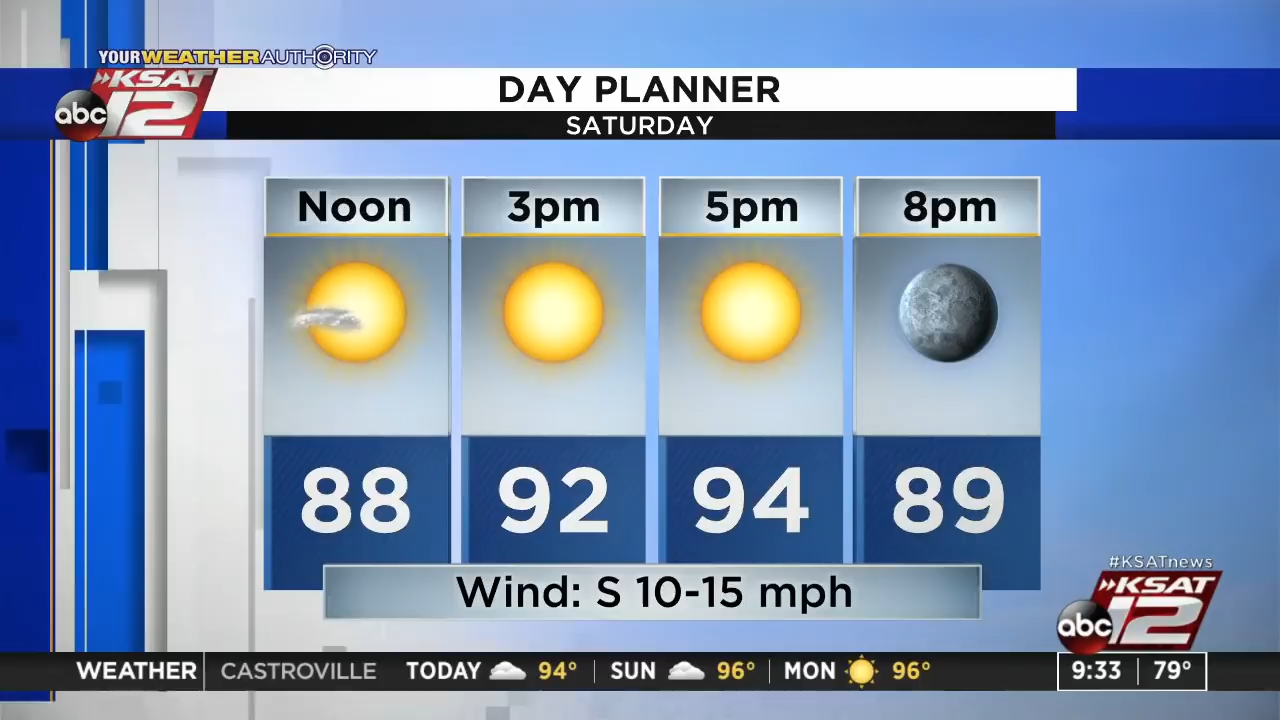 YOURWEATHERAUTHORITY
KSAT
abc 12
DAY PLANNER
SATURDAY
Noon 3pm 5pm 8pm
88 92 94 89
Wind: S 10-15 mph
#KSATnews
KSAT
abc 12
WEATHER CASTROVILLE TODAY 94° SUN 96° MON 96° 9:33 79°